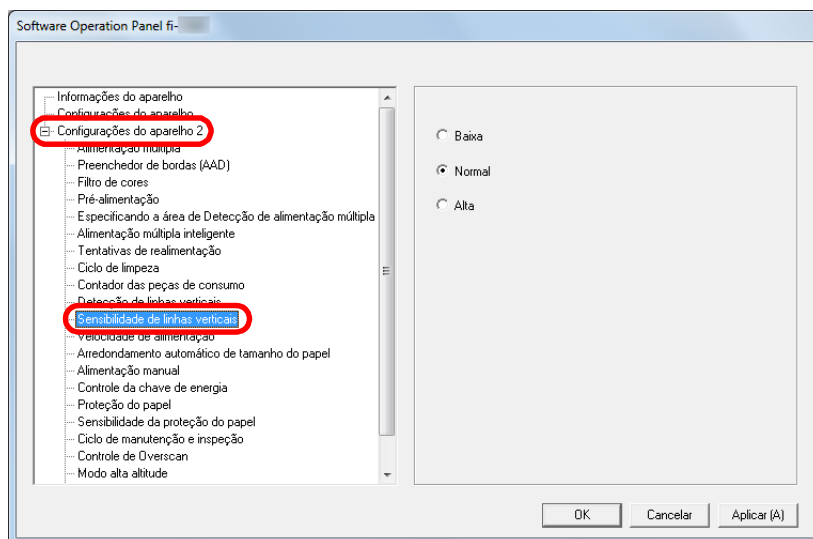 Software Operation Panel fi-
Informações do aparelho
Configurações do aparelho
Configurações do aparelho 2
Alimentação múltipla
Preenchedor de bordas (AAD)
Filtro de cores
Pré-alimentação
Especificando a área de Detecção de alimentação múltipla
Alimentação múltipla inteligente
Tentativas de realimentação
Ciclo de limpeza
Contador das peças de consumo
Detecção de linhas verticais
Sensibilidade de linhas verticais
Velocidade de alimentação
Arredondamento automático de tamanho do papel
Alimentação manual
Controle da chave de energia
Proteção do papel
Sensibilidade da proteção do papel
Ciclo de manutenção e inspeção
Controle de Overscan
Modo alta altitude
Baixa
Normal
Alta
OK
Cancelar
Aplicar (A)